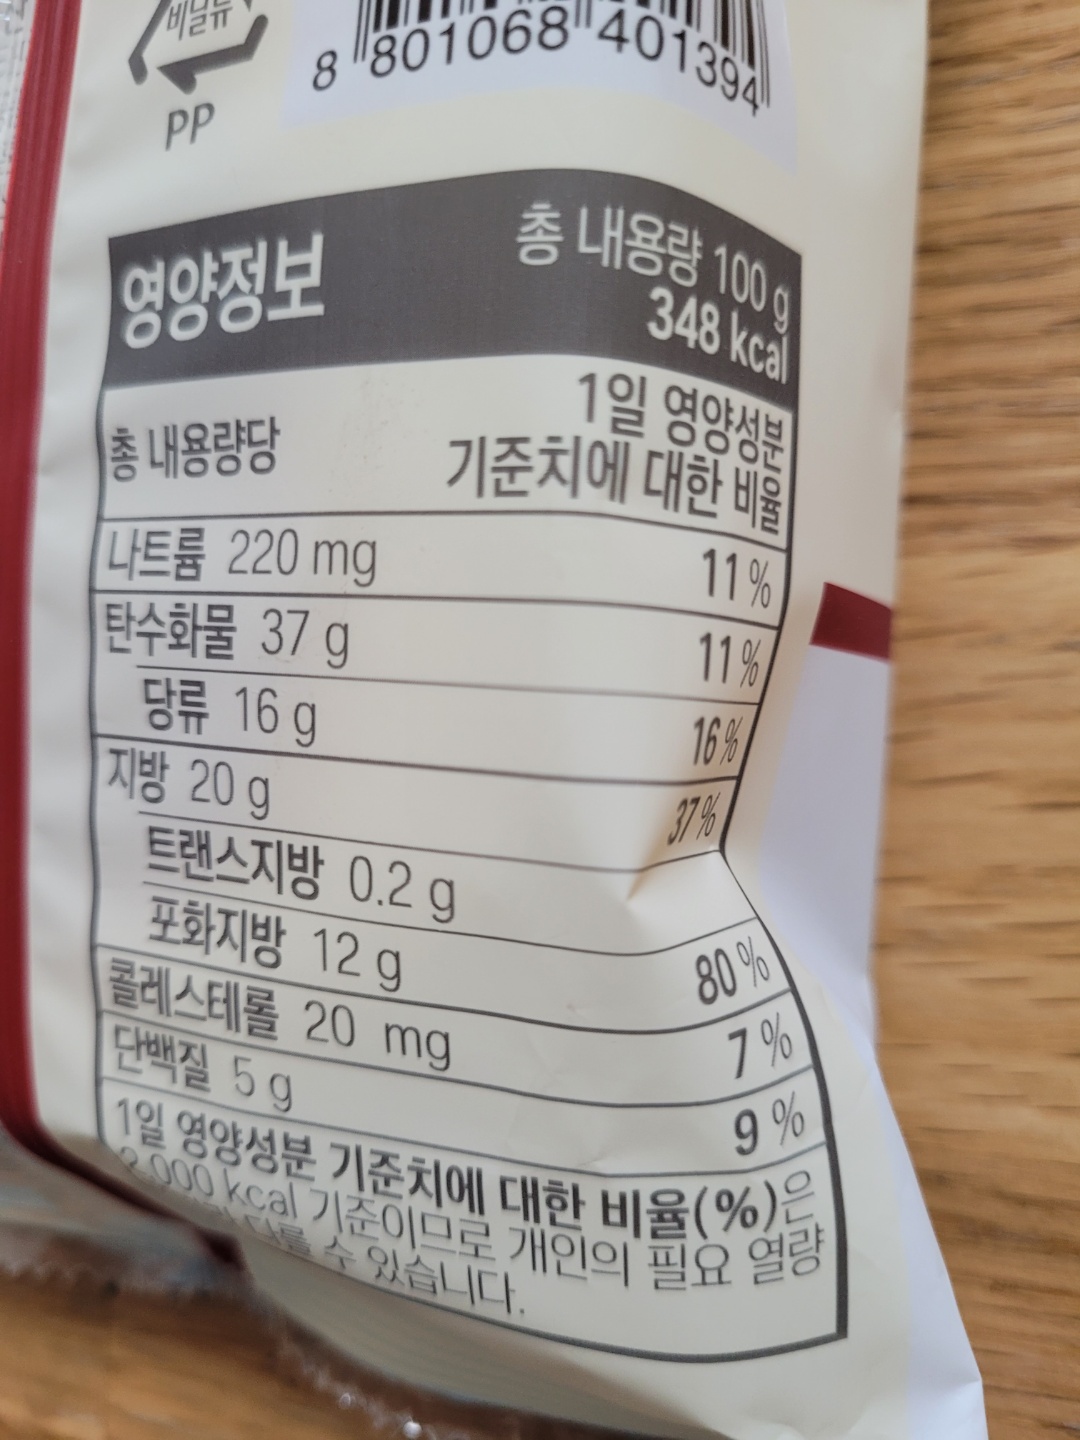 비닐류
PP
8 801068 401394
영양정보
총 내용량 100 g
348 kcal
총 내용량당
1일 영양성분
기준치에 대한 비율
나트륨 220 mg 11 %
탄수화물 37 g 11 %
당류 16 g 16 %
지방 20 g 37 %
트랜스지방 0.2 g
포화지방 12 g 80 %
콜레스테롤 20 mg 7 %
단백질 5 g 9 %
1일 영양성분 기준치에 대한 비율(%)은
2,000 kcal 기준이므로 개인의 필요 열량
다를 수 있습니다.